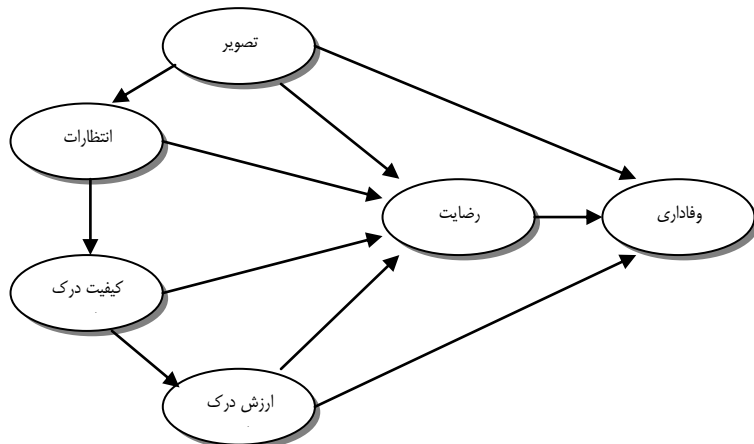 تصویر
انتظارات
رضایت
وفاداری
کیفیت درک
ارزش درک